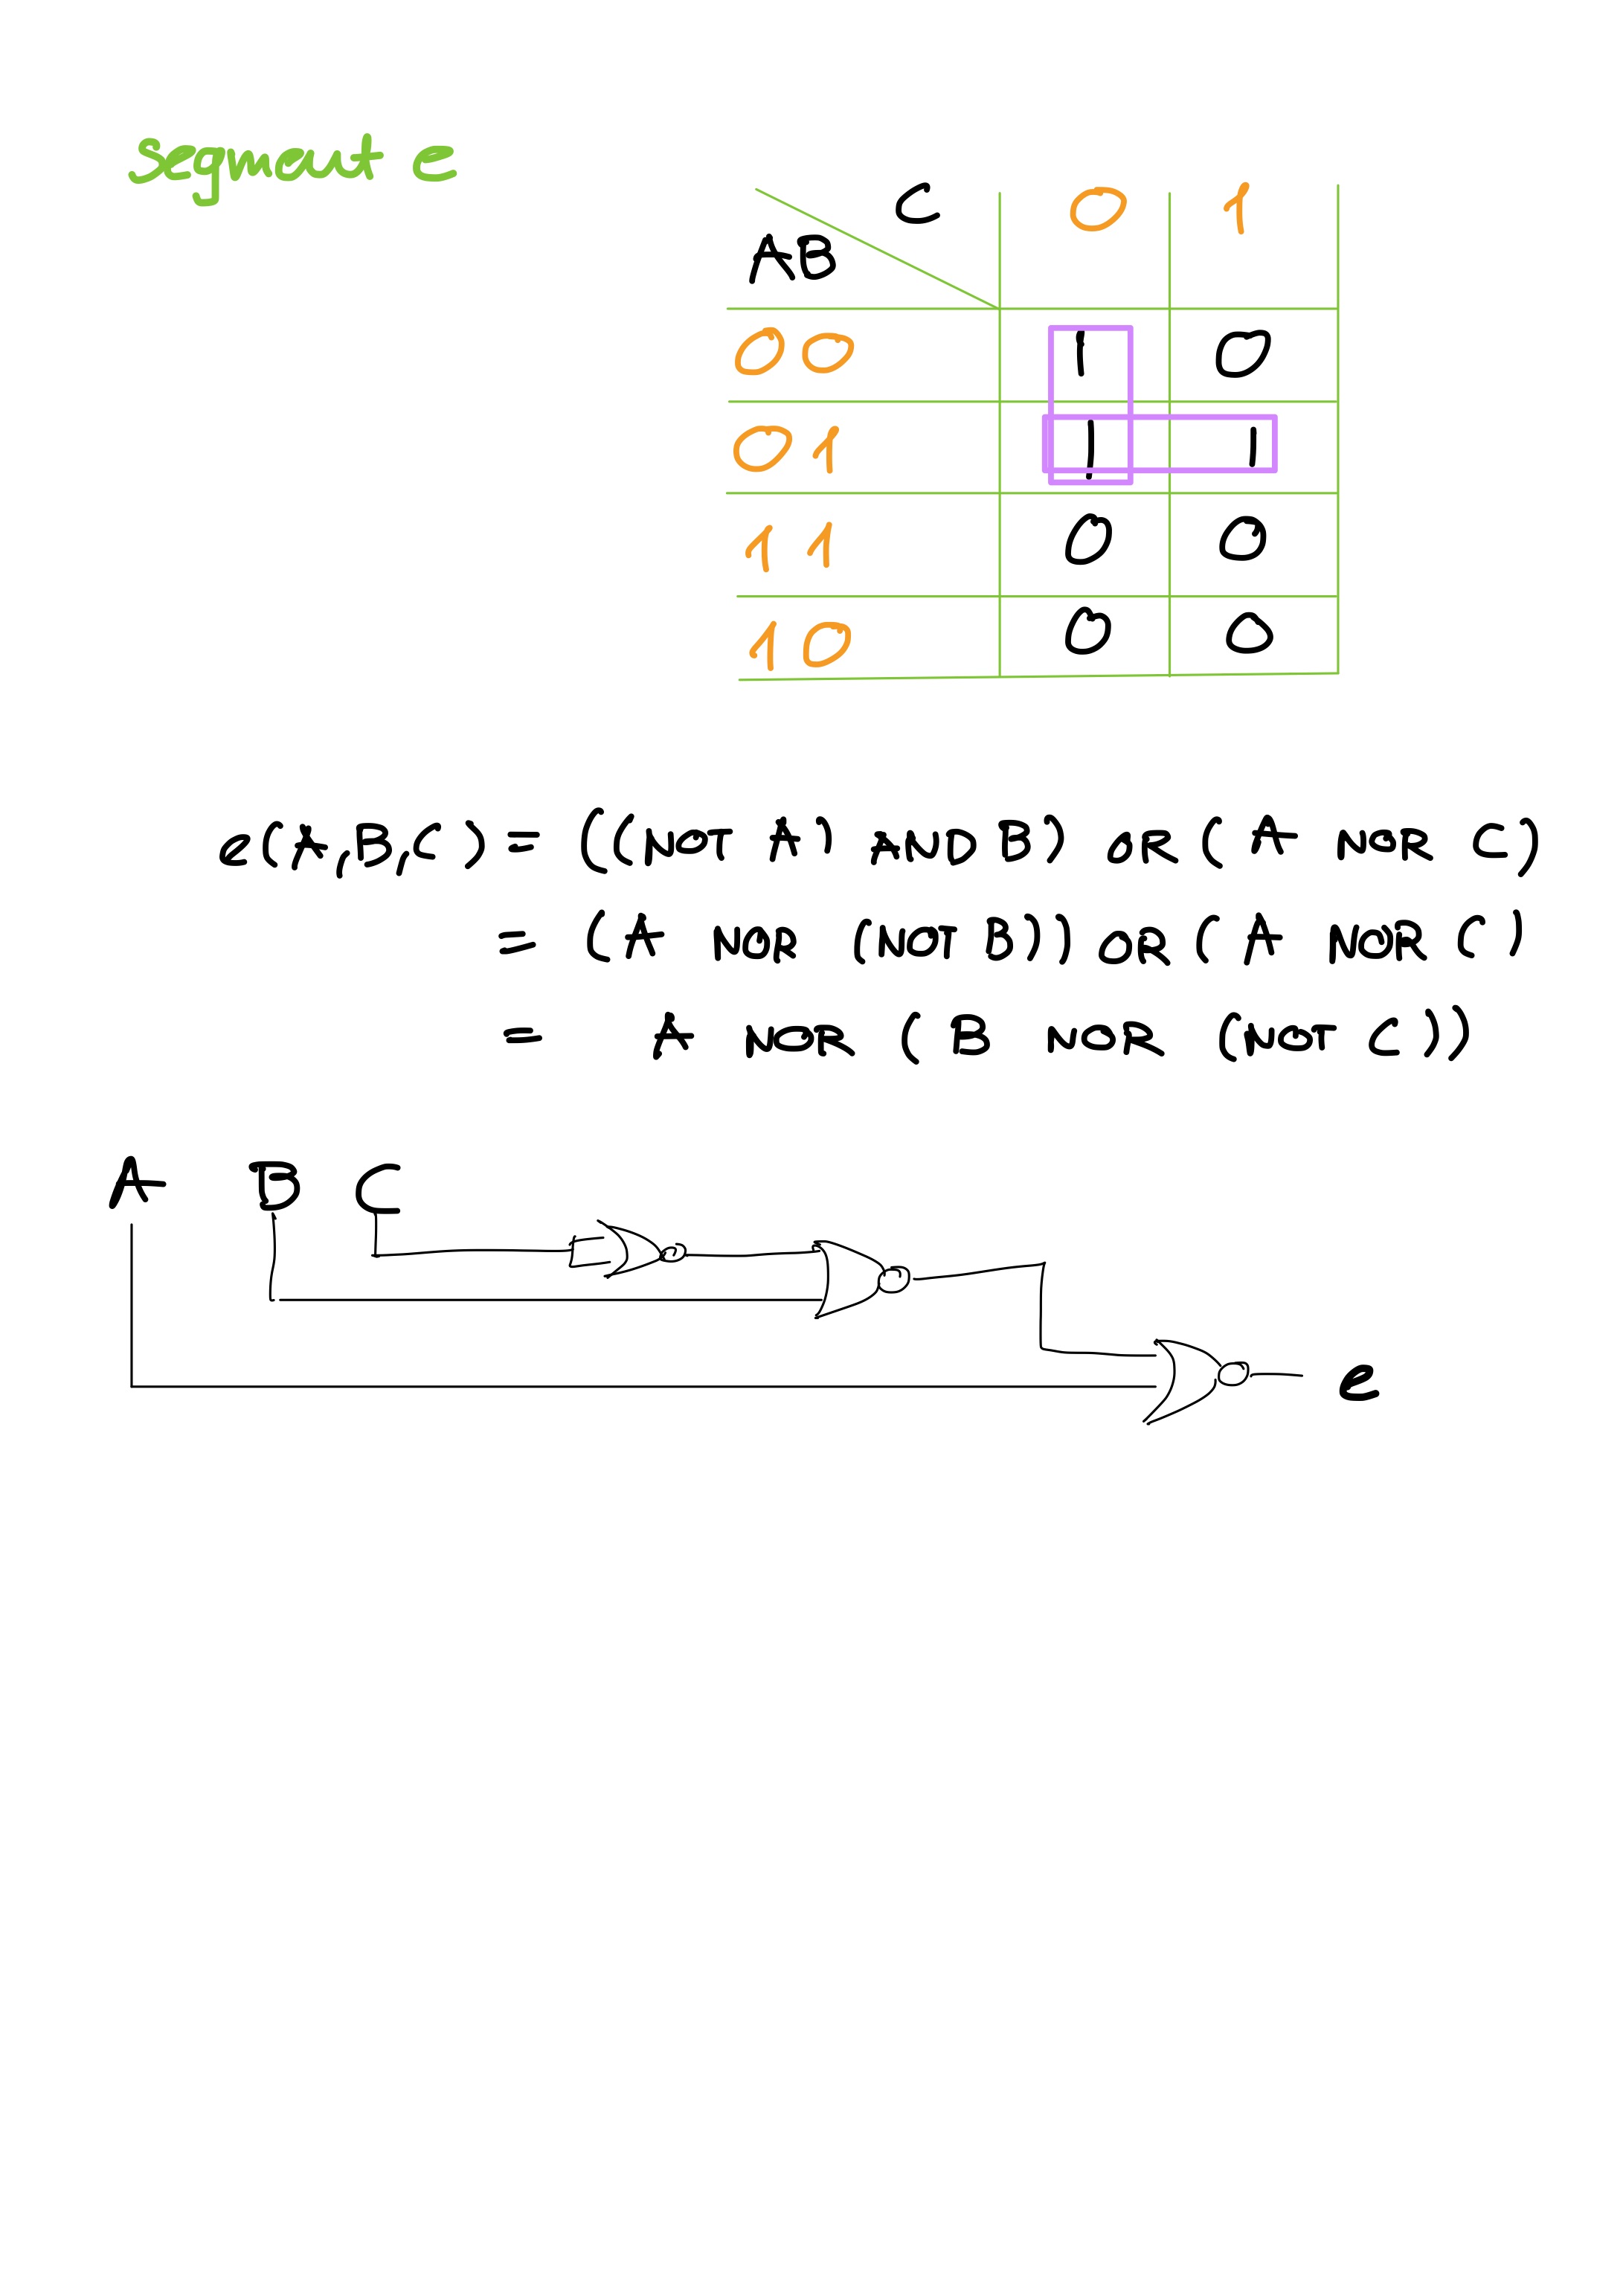 Segment e
C 0 1
AB
00 1 0
01 1 1
11 0 0
10 0 0
e(A,B,C) = ((NOT A) AND B) OR (A NOR C)
= (A NOR (NOT B)) OR (A NOR C)
= A NOR (B NOR (NOT C))
A B C
e